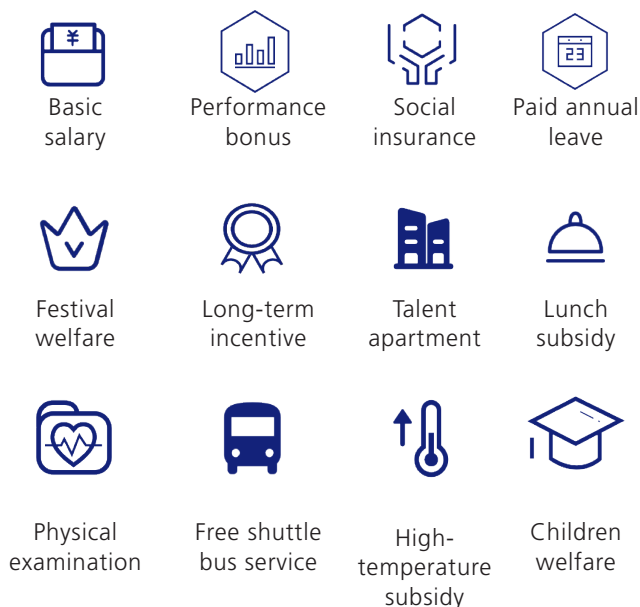 ¥
23
Basic
salary
Performance
bonus
Social
insurance
Paid annual
leave
Festival
welfare
Long-term
incentive
Talent
apartment
Lunch
subsidy
Physical
examination
Free shuttle
bus service
High-
temperature
subsidy
Children
welfare